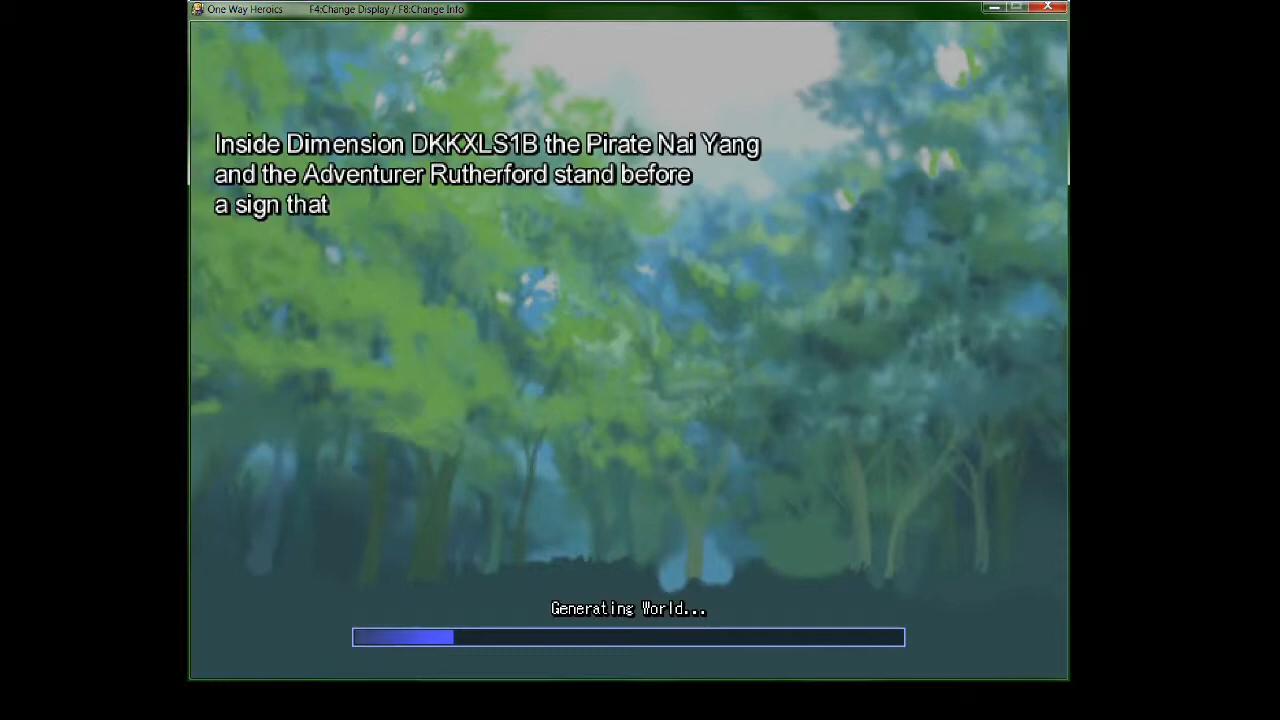 One Way Heroics F4:Change Display / F8:Change Info
Inside Dimension DKKXLS1B the Pirate Nai Yang
and the Adventurer Rutherford stand before
a sign that
Generating World...